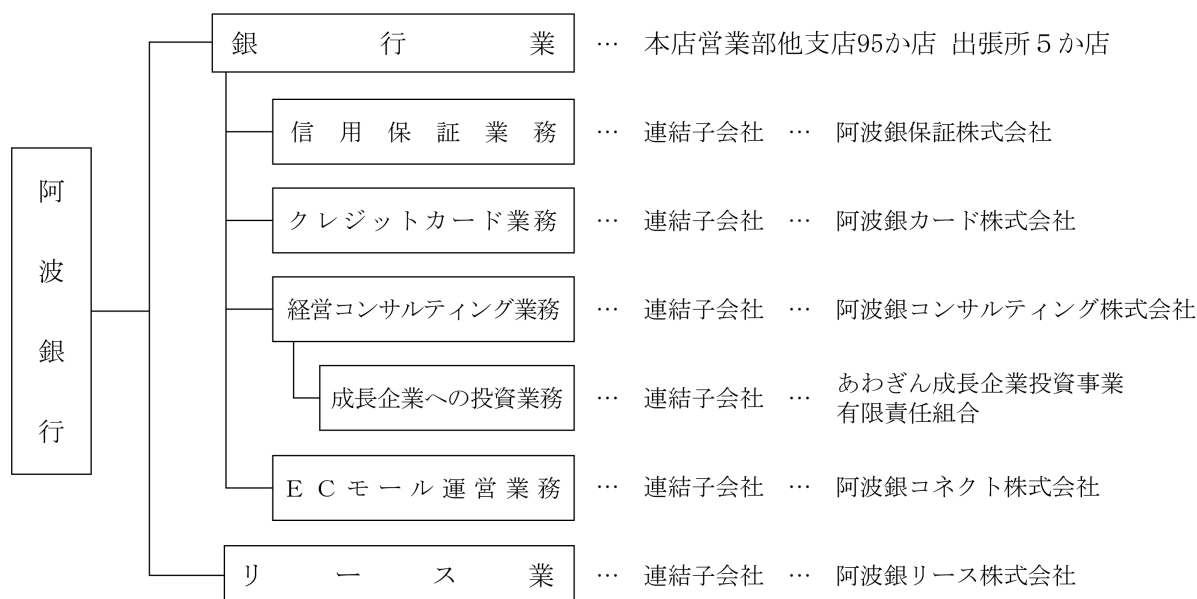 阿波銀行
銀行業 … 本店営業部他支店95か店 出張所５か店
信用保証業務 … 連結子会社 … 阿波銀保証株式会社
クレジットカード業務 … 連結子会社 … 阿波銀カード株式会社
経営コンサルティング業務 … 連結子会社 … 阿波銀コンサルティング株式会社
成長企業への投資業務 … 連結子会社 … あわぎん成長企業投資事業
有限責任組合
ＥＣモール運営業務 … 連結子会社 … 阿波銀コネクト株式会社
リース業 … 連結子会社 … 阿波銀リース株式会社